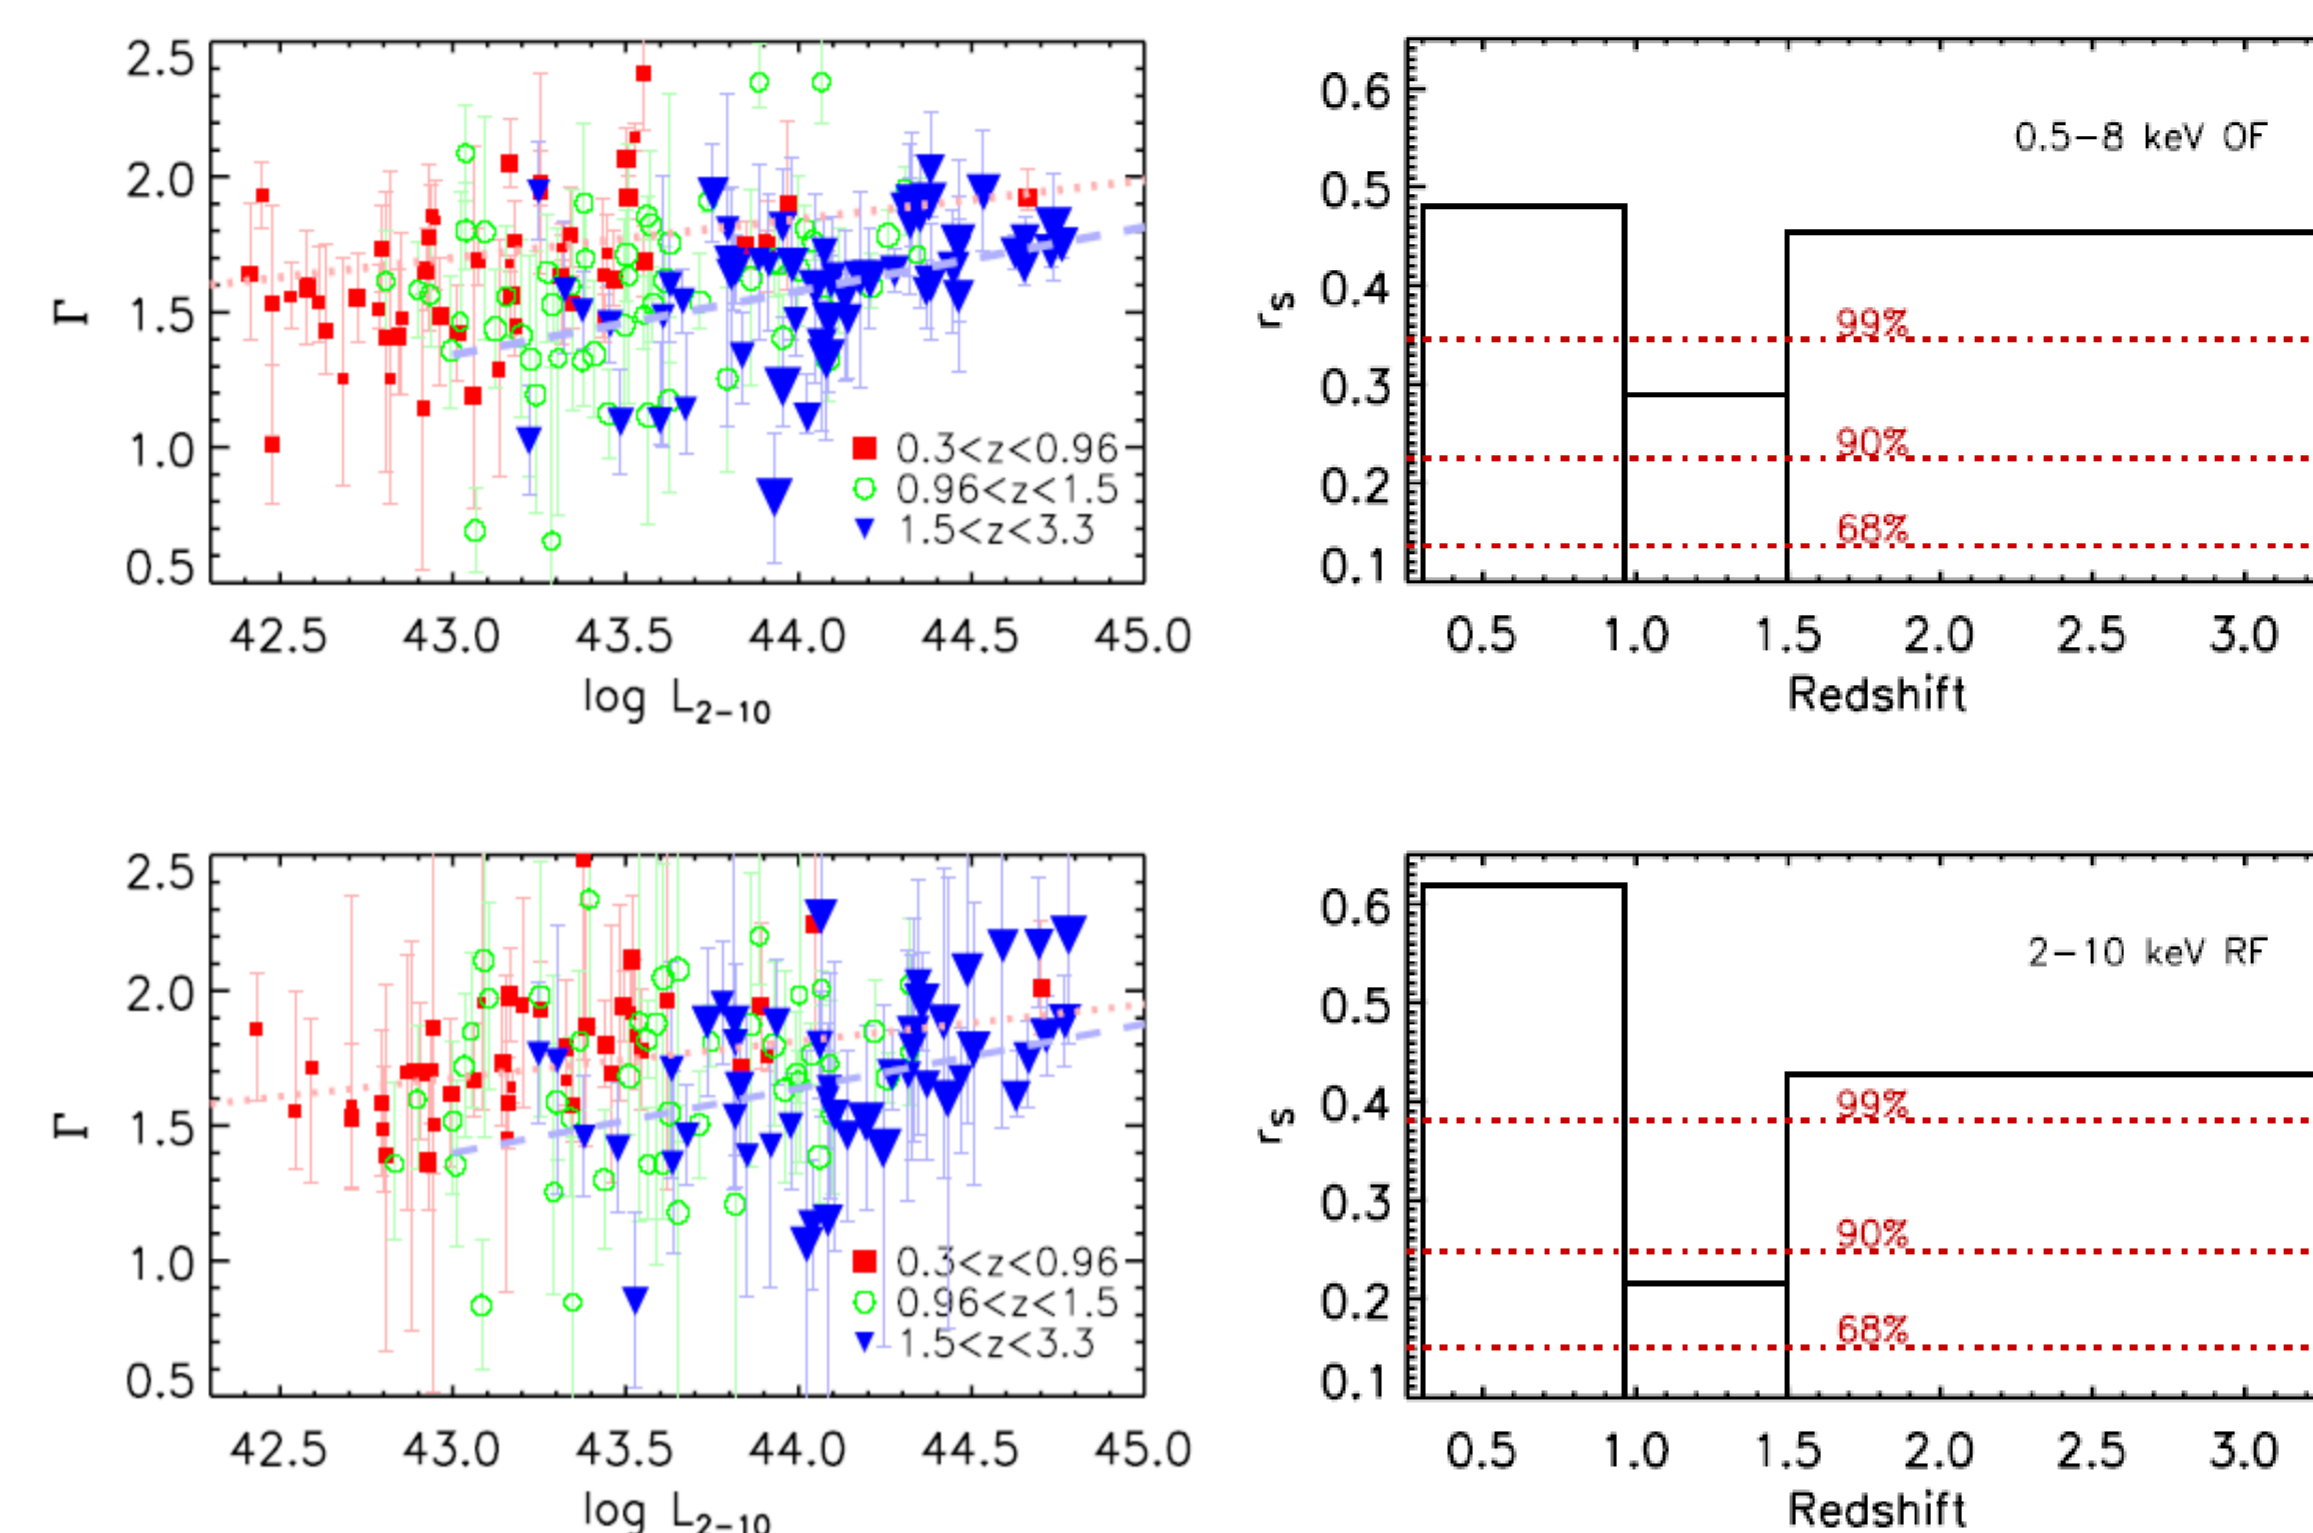 2.5
2.0
1.5
1.0
0.5
Γ
0.3<z<0.96
0.96<z<1.5
1.5<z<3.3
42.5 43.0 43.5 44.0 44.5 45.0
log L2-10
0.6
0.5
0.4
0.3
0.2
0.1
rs
0.5-8 keV OF
99%
90%
68%
0.5 1.0 1.5 2.0 2.5 3.0
Redshift
2.5
2.0
1.5
1.0
0.5
Γ
0.3<z<0.96
0.96<z<1.5
1.5<z<3.3
42.5 43.0 43.5 44.0 44.5 45.0
log L2-10
0.6
0.5
0.4
0.3
0.2
0.1
rs
2-10 keV RF
99%
90%
68%
0.5 1.0 1.5 2.0 2.5 3.0
Redshift